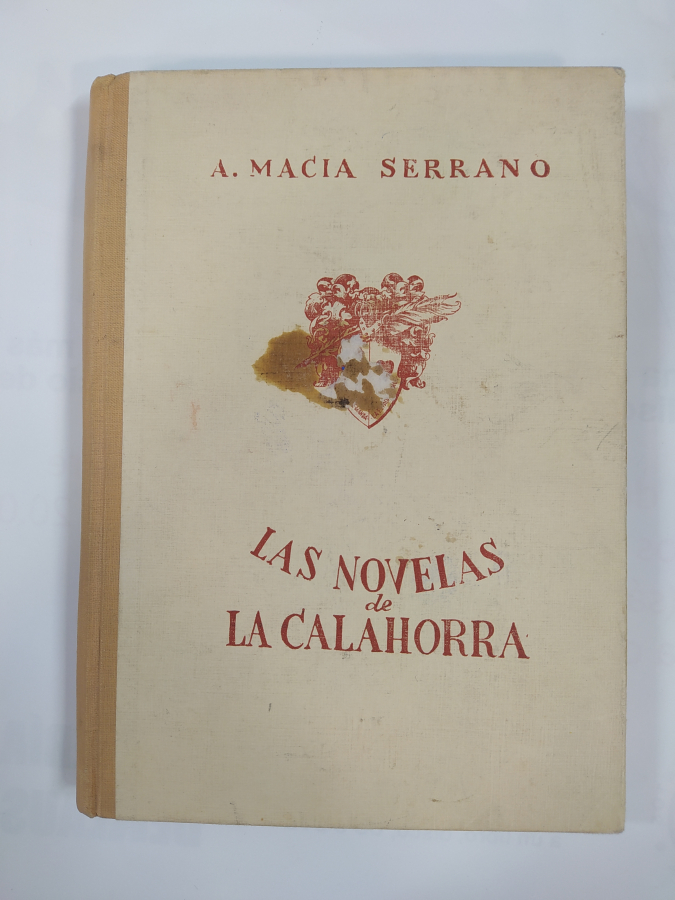 A. MACIA SERRANO
LAS NOVELAS
de
LA CALAHORRA